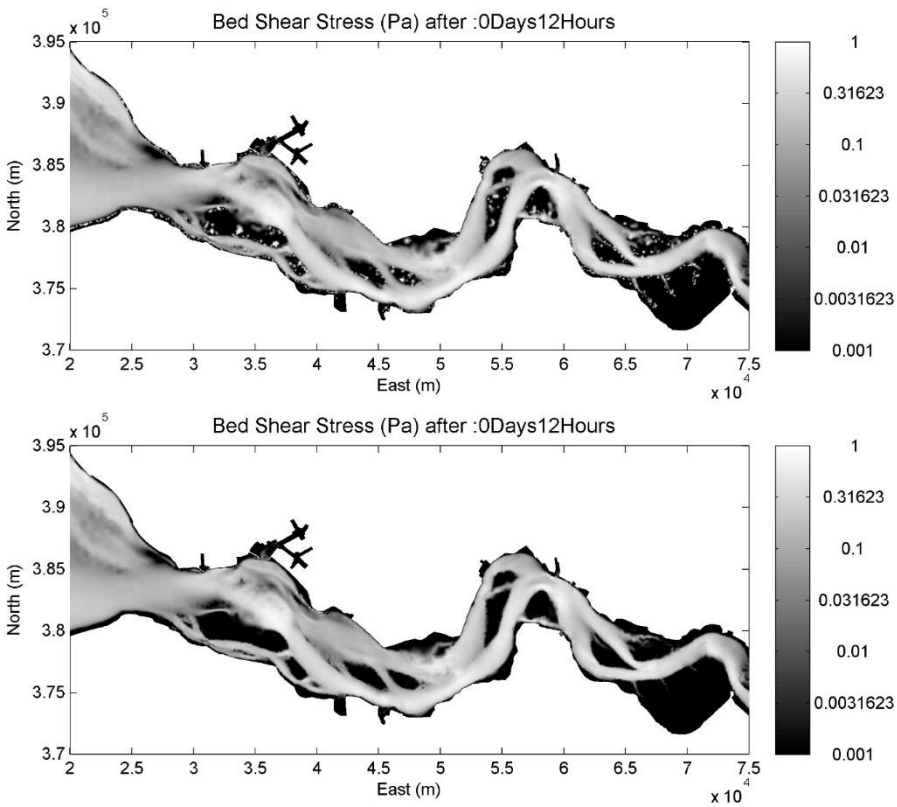 Bed Shear Stress (Pa) after :0Days12Hours
x 10^5
3.95
3.9
3.85
3.8
3.75
3.7
North (m)
2 2.5 3 3.5 4 4.5 5 5.5 6 6.5 7 7.5
East (m)
x 10^4
1
0.31623
0.1
0.031623
0.01
0.0031623
0.001
Bed Shear Stress (Pa) after :0Days12Hours
x 10^5
3.95
3.9
3.85
3.8
3.75
3.7
North (m)
2 2.5 3 3.5 4 4.5 5 5.5 6 6.5 7 7.5
East (m)
x 10^4
1
0.31623
0.1
0.031623
0.01
0.0031623
0.001